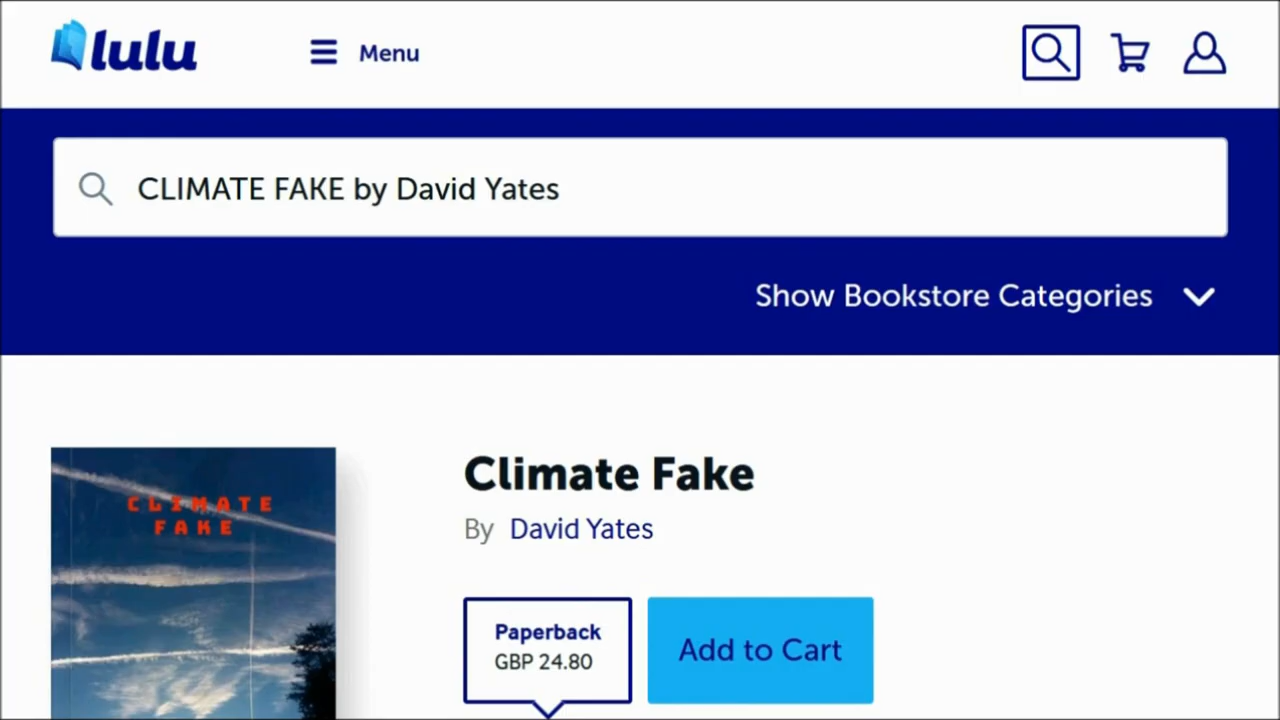 lulu
Menu
CLIMATE FAKE by David Yates
Show Bookstore Categories
CLIMATE
FAKE
Climate Fake
By David Yates
Paperback
GBP 24.80
Add to Cart